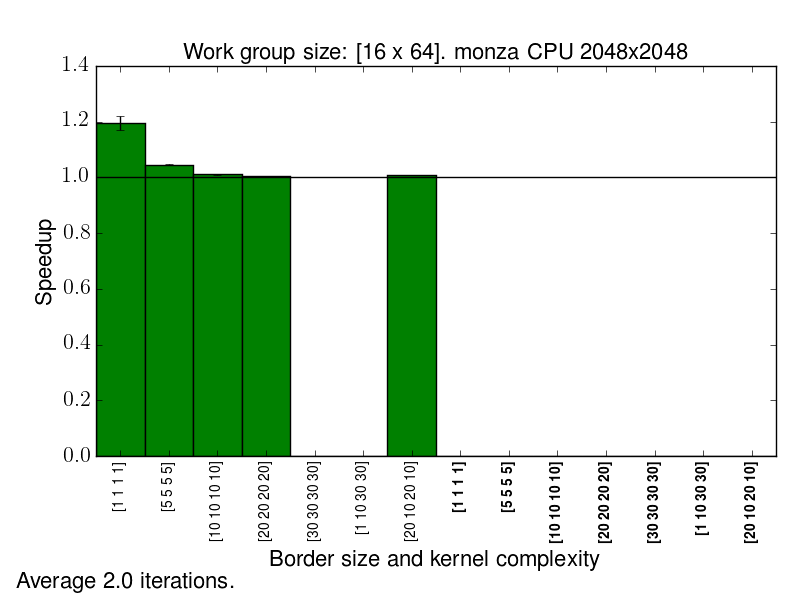 Work group size: [16 x 64]. monza CPU 2048x2048
1.4
1.2
1.0
0.8
0.6
0.4
0.2
0.0
Speedup
[1 1 1 1]
[5 5 5 5]
[10 10 10 10]
[20 20 20 20]
[30 30 30 30]
[1 10 30 30]
[20 10 20 10]
[1 1 1 1]
[5 5 5 5]
[10 10 10 10]
[20 20 20 20]
[30 30 30 30]
[1 10 30 30]
[20 10 20 10]
Border size and kernel complexity
Average 2.0 iterations.